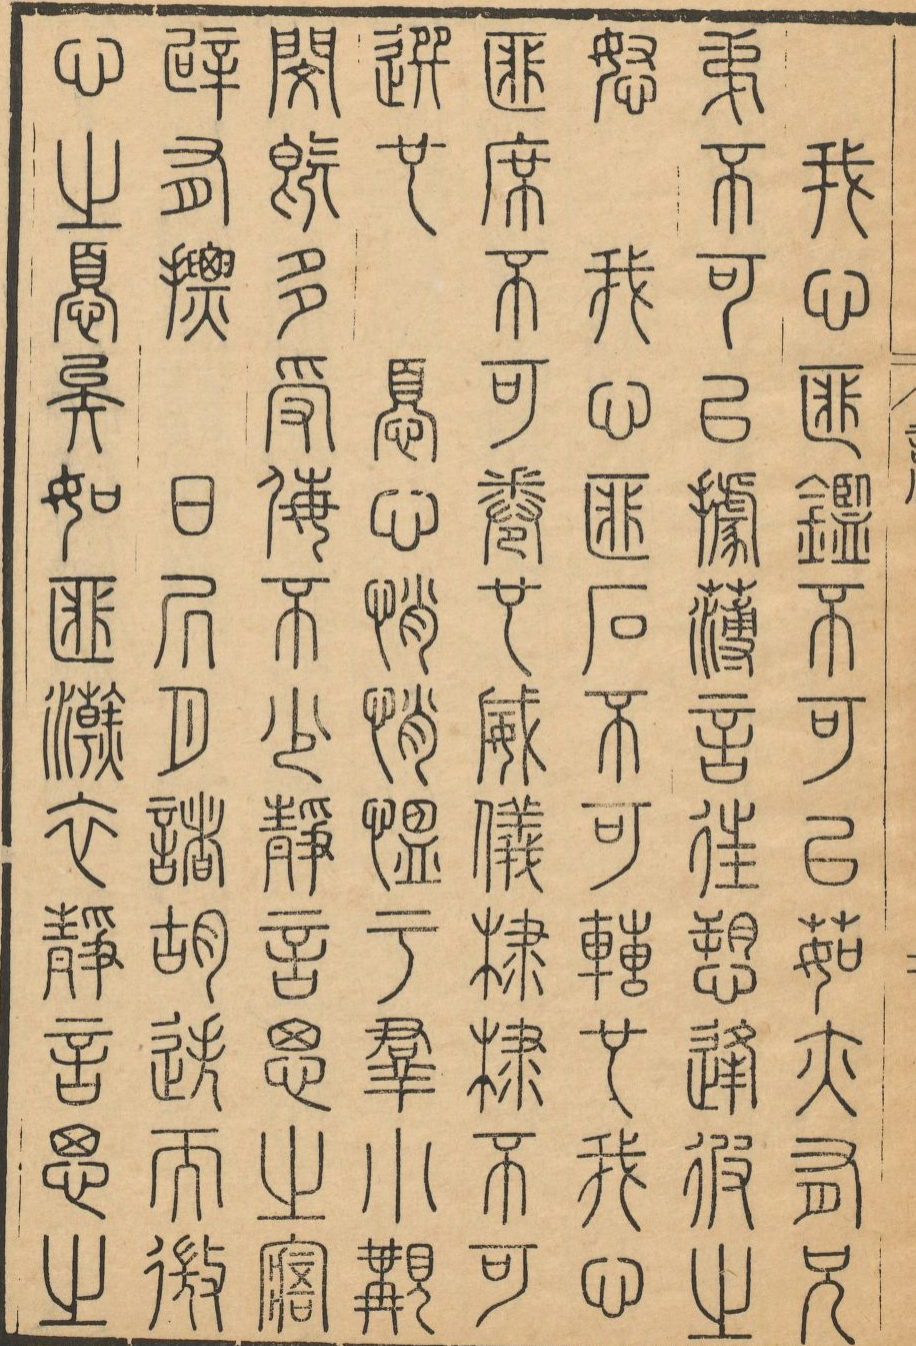 我心匪鑑不可以茹亦有兄
弟不可以據薄言往愬逢彼之
怒　我心匪石不可轉也我心
匪席不可卷也威儀棣棣不可
選也　憂心悄悄慍于羣小覯
閔既多受侮不少靜言思之寤
辟有摽　日居月諸胡迭而微
心之憂矣如匪澣衣靜言思之